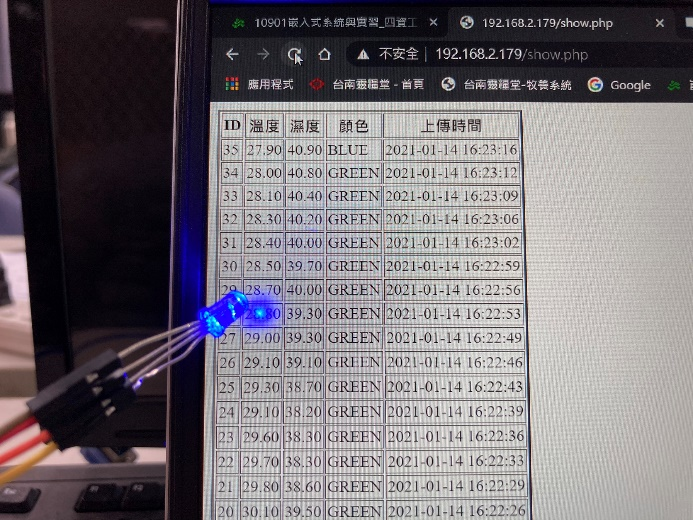 10901嵌入式系統與實習_四資工 192.168.2.179/show.php
不安全 192.168.2.179/show.php
應用程式 台南靈糧堂 - 首頁 台南靈糧堂-牧養系統 Google
ID 溫度 濕度 顏色 上傳時間
35 27.90 40.90 BLUE 2021-01-14 16:23:16
34 28.00 40.80 GREEN 2021-01-14 16:23:12
33 28.10 40.40 GREEN 2021-01-14 16:23:09
32 28.30 40.20 GREEN 2021-01-14 16:23:06
31 28.40 40.00 GREEN 2021-01-14 16:23:02
30 28.50 39.70 GREEN 2021-01-14 16:22:59
29 28.70 40.00 GREEN 2021-01-14 16:22:56
39.30 GREEN 2021-01-14 16:22:53
27 29.00 39.30 GREEN 2021-01-14 16:22:49
26 29.10 39.10 GREEN 2021-01-14 16:22:46
25 29.30 38.70 GREEN 2021-01-14 16:22:43
24 29.10 38.20 GREEN 2021-01-14 16:22:39
23 29.60 38.30 GREEN 2021-01-14 16:22:36
22 29.70 38.30 GREEN 2021-01-14 16:22:33
21 29.80 38.60 GREEN 2021-01-14 16:22:29
20 30.10 39.50 GREEN 2021-01-14 16:22:26